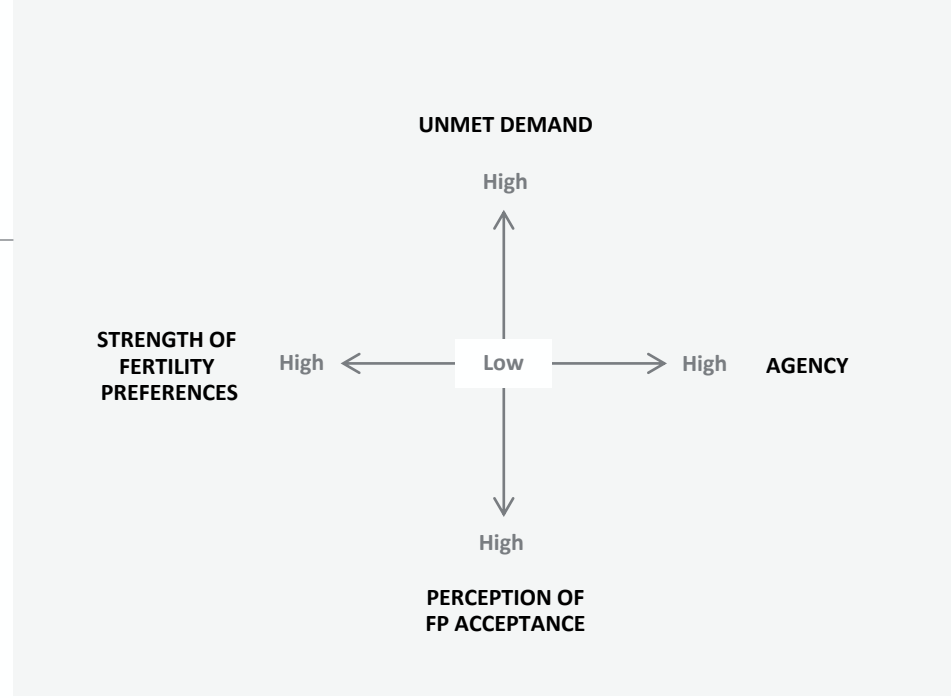 UNMET DEMAND
High
STRENGTH OF
FERTILITY
PREFERENCES
High
Low
High
AGENCY
High
PERCEPTION OF
FP ACCEPTANCE